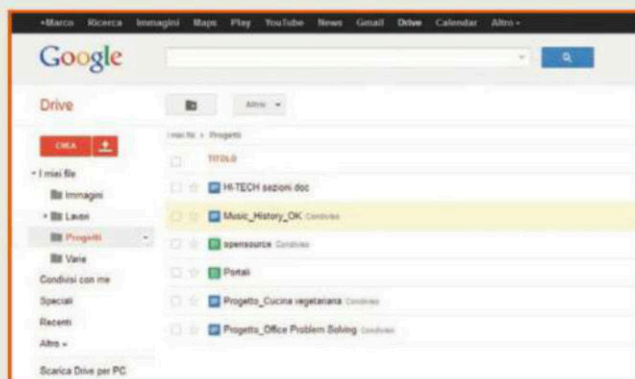 +Marco Ricerca Immagini Maps Play YouTube News Gmail Drive Calendar Altro
Google
Drive
Altro
CREA
I miei file > Progetti
TITOLO
I miei file
Immagini
Lavori
Progetti
Varie
Condivisi con me
Speciali
Recenti
Altro
Scarica Drive per PC
HI-TECH sezioni doc
Music_History_OK Condiviso
opensource Condiviso
Portali
Progetto_Cucina vegetariana Condiviso
Progetto_Office Problem Solving Condiviso